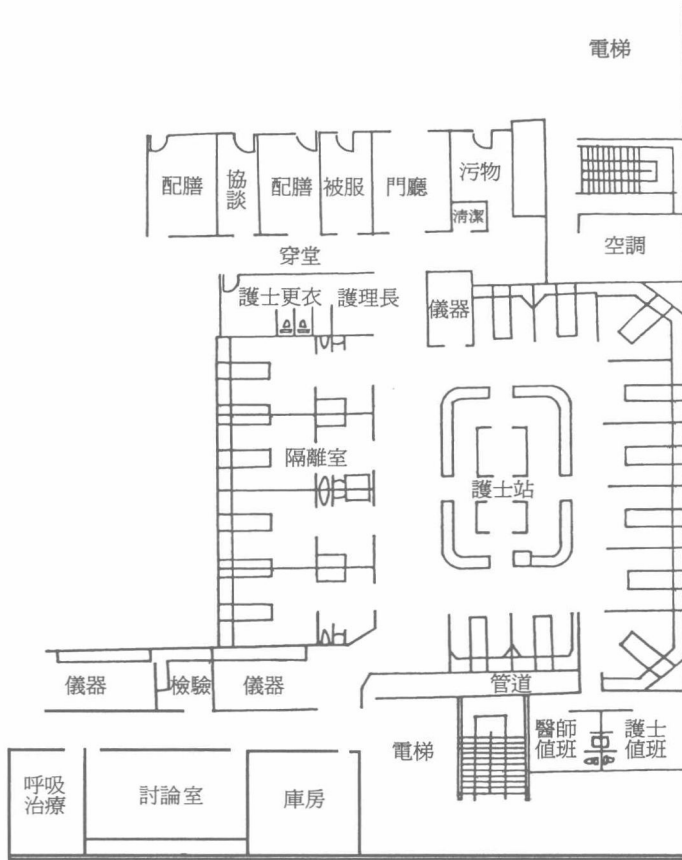 電梯
配膳
協談
配膳
被服
門廳
污物
清潔
空調
穿堂
護士更衣
護理長
儀器
隔離室
護士站
儀器
檢驗
儀器
管道
電梯
醫師
值班
護士
值班
呼吸
治療
討論室
庫房